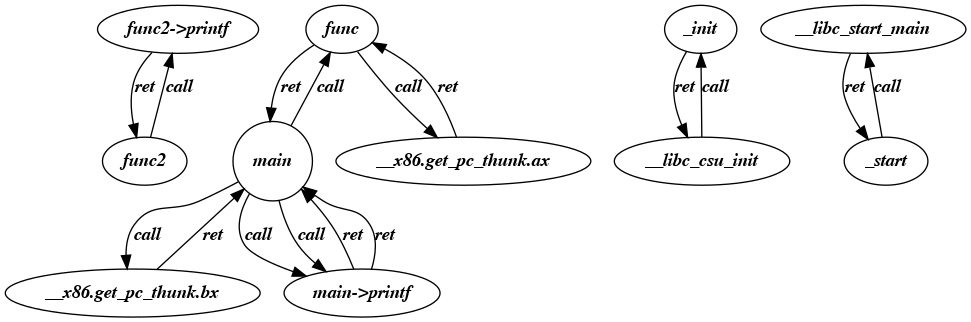 func2->printf
func
_init
__libc_start_main
ret
call
ret
call
call
ret
ret
call
ret
call
func2
main
__x86.get_pc_thunk.ax
__libc_csu_init
_start
call
ret
call
call
ret
ret
__x86.get_pc_thunk.bx
main->printf